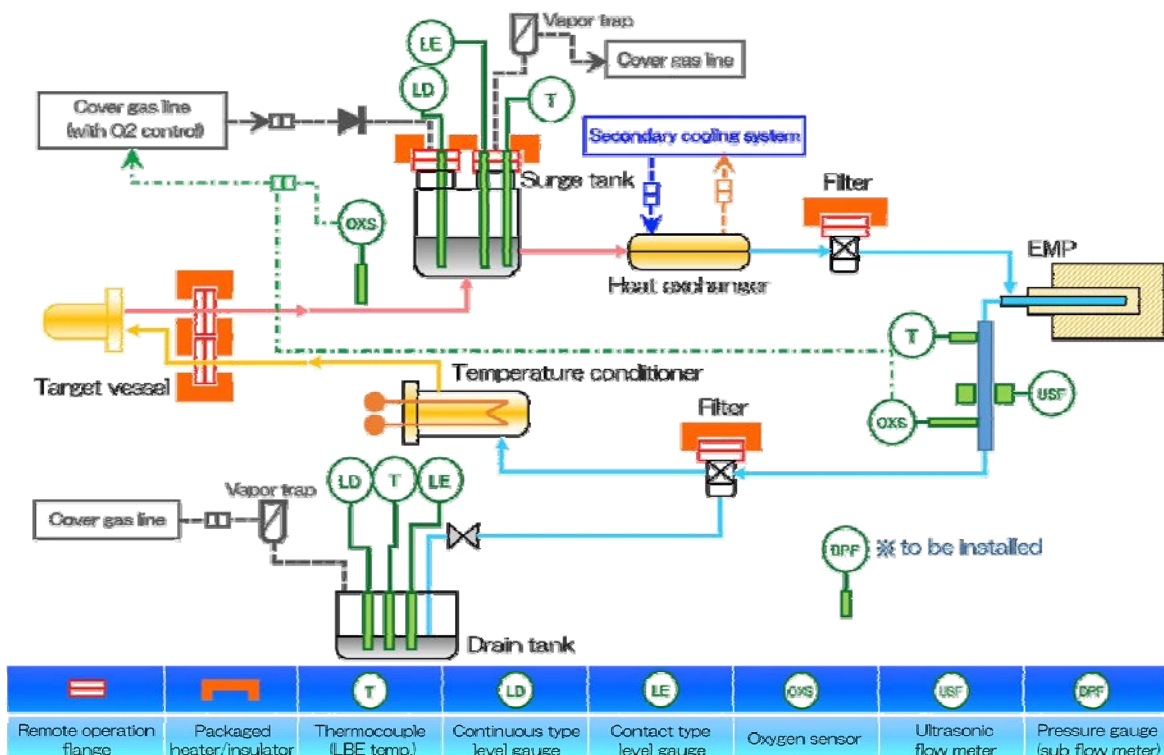 Vapor trap
LE
Cover gas line
LD
Cover gas line
(with O2 control)
T
Secondary cooling system
Surge tank
Filter
OXS
EMP
Heat exchanger
T
Target vessel
Temperature conditioner
Filter
USF
OXS
Vapor trap
LD
T
LE
Cover gas line
DPF
※ to be installed
Drain tank
T
LD
LE
OXS
USF
DPF
Remote operation
flange
Packaged
heater/insulator
Thermocouple
(LBE temp.)
Continuous type
level gauge
Contact type
level gauge
Oxygen sensor
Ultrasonic
flow meter
Pressure gauge
(sub flow meter)